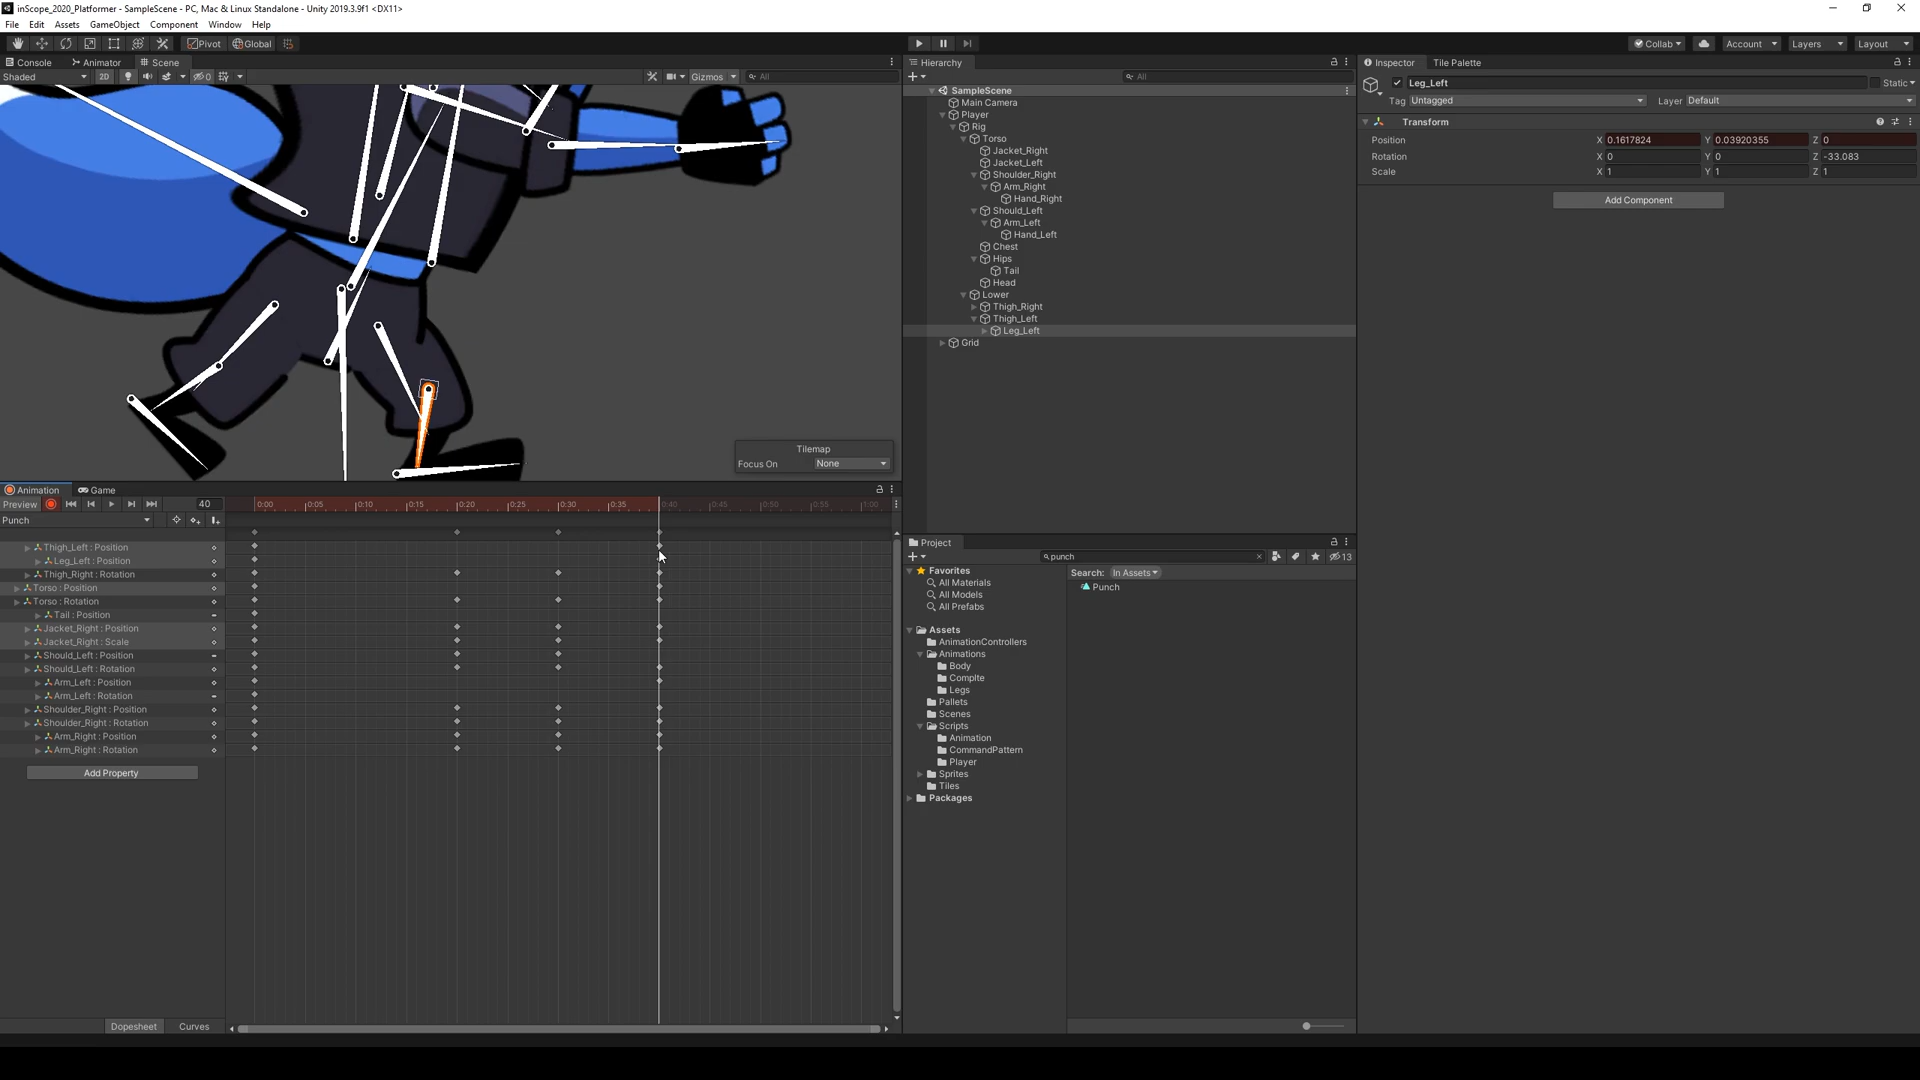 inScope_2020_Platformer - SampleScene - PC, Mac & Linux Standalone - Unity 2019.3.9f1 <DX11>
File Edit Assets GameObject Component Window Help
Pivot Global Collab Account Layers Layout
Console Animator Scene
Shaded 2D 0 Gizmos All
Tilemap
Focus On None
Animation Game
Preview 40 0:00 0:05 0:10 0:15 0:20 0:25 0:30 0:35 0:40 0:45 0:50 0:55 1:00
Punch
Thigh_Left : Position
Leg_Left : Position
Thigh_Right : Rotation
Torso : Position
Torso : Rotation
Tail : Position
Jacket_Right : Position
Jacket_Right : Scale
Should_Left : Position
Should_Left : Rotation
Arm_Left : Position
Arm_Left : Rotation
Shoulder_Right : Position
Shoulder_Right : Rotation
Arm_Right : Position
Arm_Right : Rotation
Add Property
Dopesheet Curves
Hierarchy
All
SampleScene
Main Camera
Player
Rig
Torso
Jacket_Right
Jacket_Left
Shoulder_Right
Arm_Right
Hand_Right
Should_Left
Arm_Left
Hand_Left
Chest
Hips
Tail
Head
Lower
Thigh_Right
Thigh_Left
Leg_Left
Grid
Project
punch 13
Favorites
All Materials
All Models
All Prefabs
Assets
AnimationControllers
Animations
Body
Complte
Legs
Pallets
Scenes
Scripts
Animation
CommandPattern
Player
Sprites
Tiles
Packages
Search: In Assets
Punch
Inspector Tile Palette
Leg_Left Static
Tag Untagged Layer Default
Transform
Position X 0.1617824 Y 0.03920355 Z 0
Rotation X 0 Y 0 Z -33.083
Scale X 1 Y 1 Z 1
Add Component